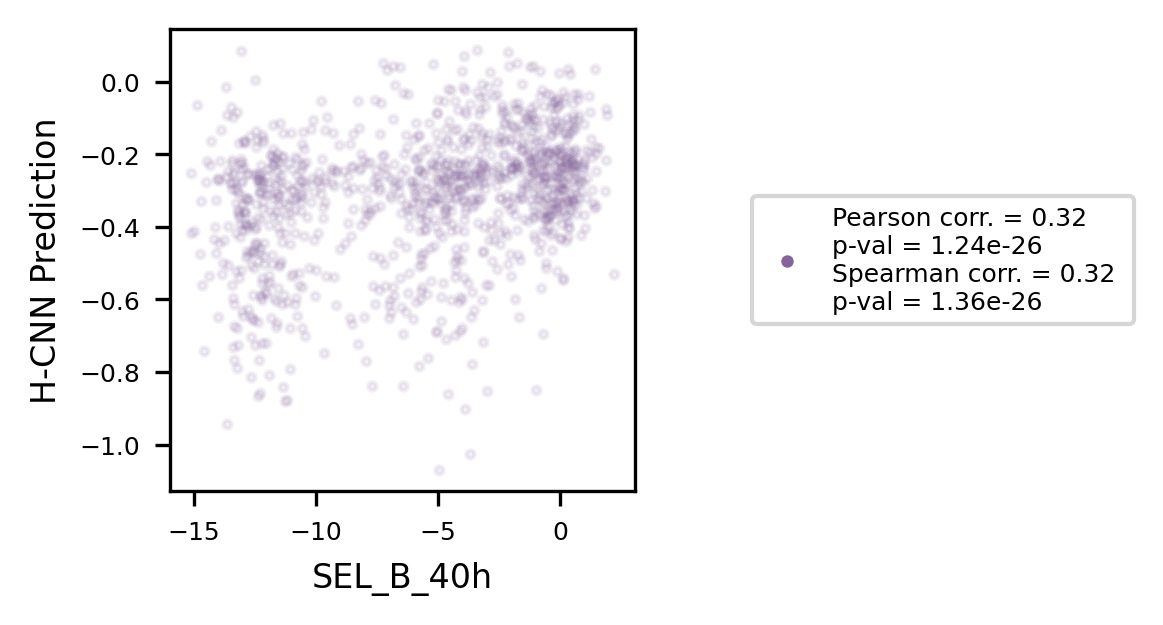 H-CNN Prediction
0.0
−0.2
−0.4
−0.6
−0.8
−1.0
−15
−10
−5
0
SEL_B_40h
Pearson corr. = 0.32
p-val = 1.24e-26
Spearman corr. = 0.32
p-val = 1.36e-26